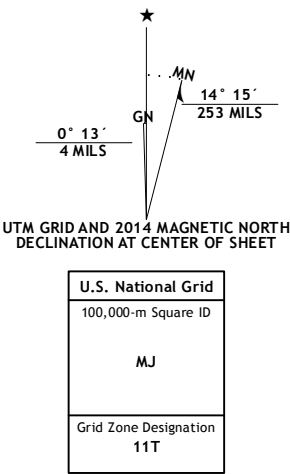 ★
MN
14° 15´
253 MILS
GN
0° 13´
4 MILS
UTM GRID AND 2014 MAGNETIC NORTH
DECLINATION AT CENTER OF SHEET
U.S. National Grid
100,000-m Square ID
MJ
Grid Zone Designation
11T